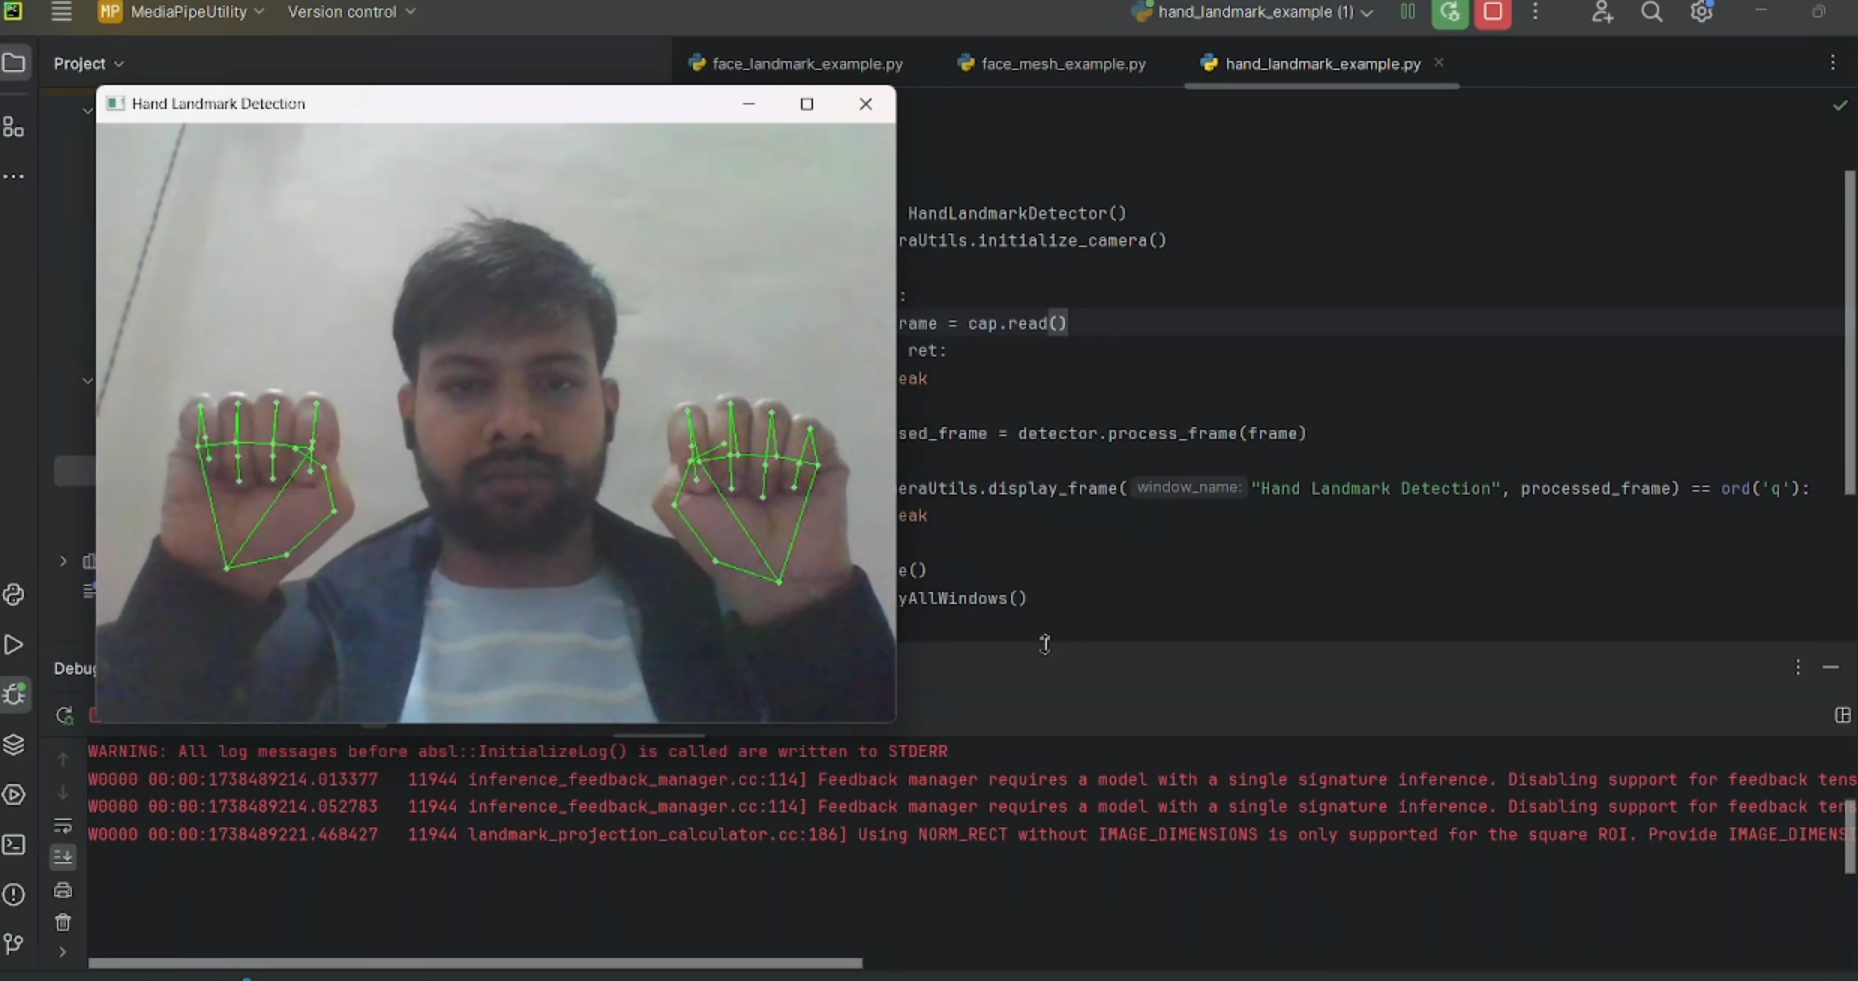 MP MediaPipeUtility Version control hand_landmark_example (1)
Project face_landmark_example.py face_mesh_example.py hand_landmark_example.py
Hand Landmark Detection
HandLandmarkDetector()
raUtils.initialize_camera()
:
rame = cap.read()
ret:
eak
sed_frame = detector.process_frame(frame)
eraUtils.display_frame( window_name: "Hand Landmark Detection", processed_frame) == ord('q'):
eak
e()
yAllWindows()
Debug
WARNING: All log messages before absl::InitializeLog() is called are written to STDERR
W0000 00:00:1738489214.013377 11944 inference_feedback_manager.cc:114] Feedback manager requires a model with a single signature inference. Disabling support for feedback tens
W0000 00:00:1738489214.052783 11944 inference_feedback_manager.cc:114] Feedback manager requires a model with a single signature inference. Disabling support for feedback tens
W0000 00:00:1738489221.468427 11944 landmark_projection_calculator.cc:186] Using NORM_RECT without IMAGE_DIMENSIONS is only supported for the square ROI. Provide IMAGE_DIMENSI